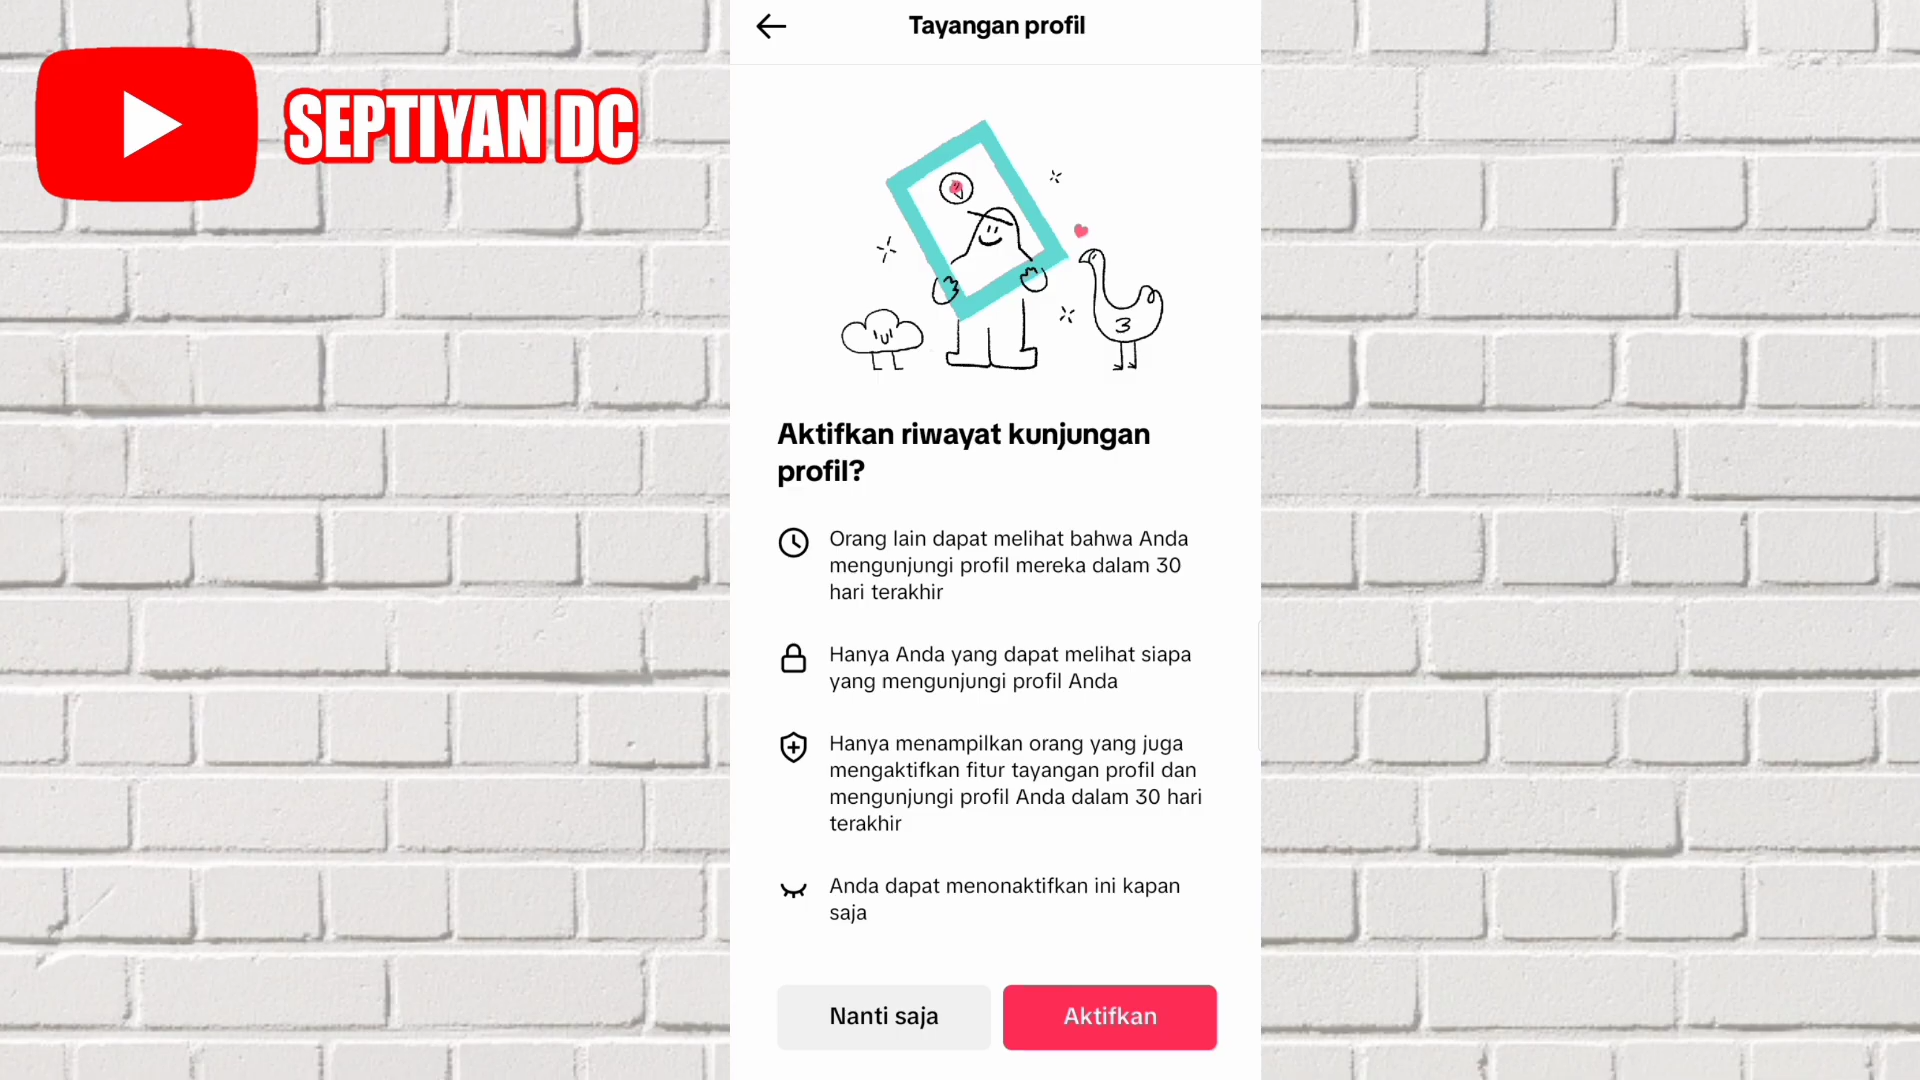 SEPTIYAN DC
Tayangan profil
Aktifkan riwayat kunjungan
profil?
Orang lain dapat melihat bahwa Anda
mengunjungi profil mereka dalam 30
hari terakhir
Hanya Anda yang dapat melihat siapa
yang mengunjungi profil Anda
Hanya menampilkan orang yang juga
mengaktifkan fitur tayangan profil dan
mengunjungi profil Anda dalam 30 hari
terakhir
Anda dapat menonaktifkan ini kapan
saja
Nanti saja
Aktifkan